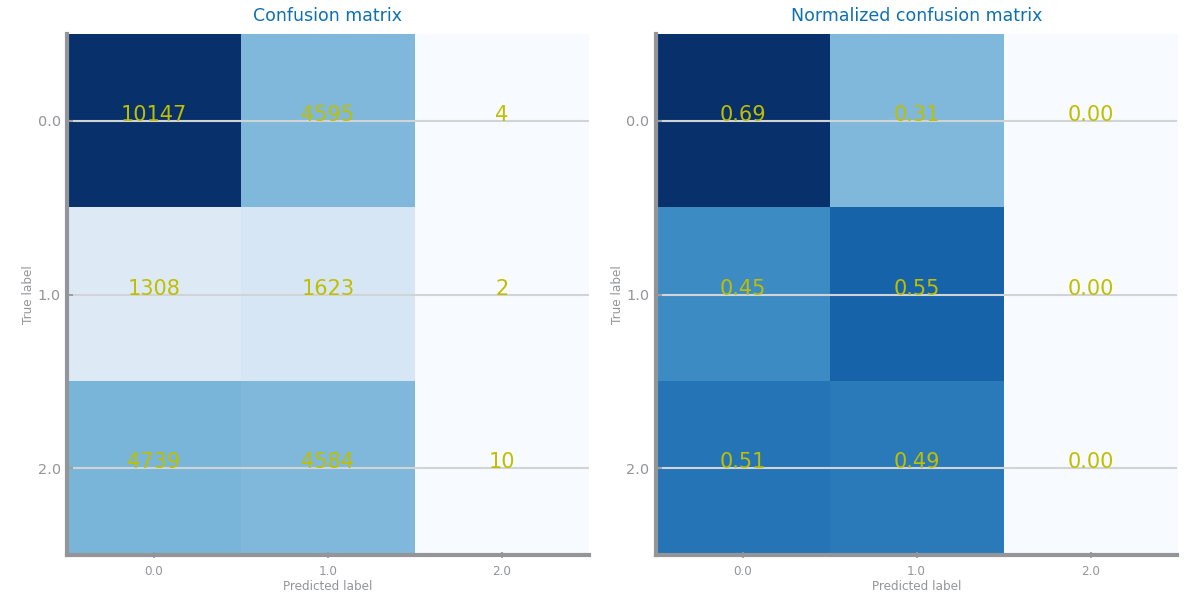 Confusion matrix
True label
0.0 10147 4595 4
1.0 1308 1623 2
2.0 4739 4584 10
0.0 1.0 2.0
Predicted label
Normalized confusion matrix
True label
0.0 0.69 0.31 0.00
1.0 0.45 0.55 0.00
2.0 0.51 0.49 0.00
0.0 1.0 2.0
Predicted label